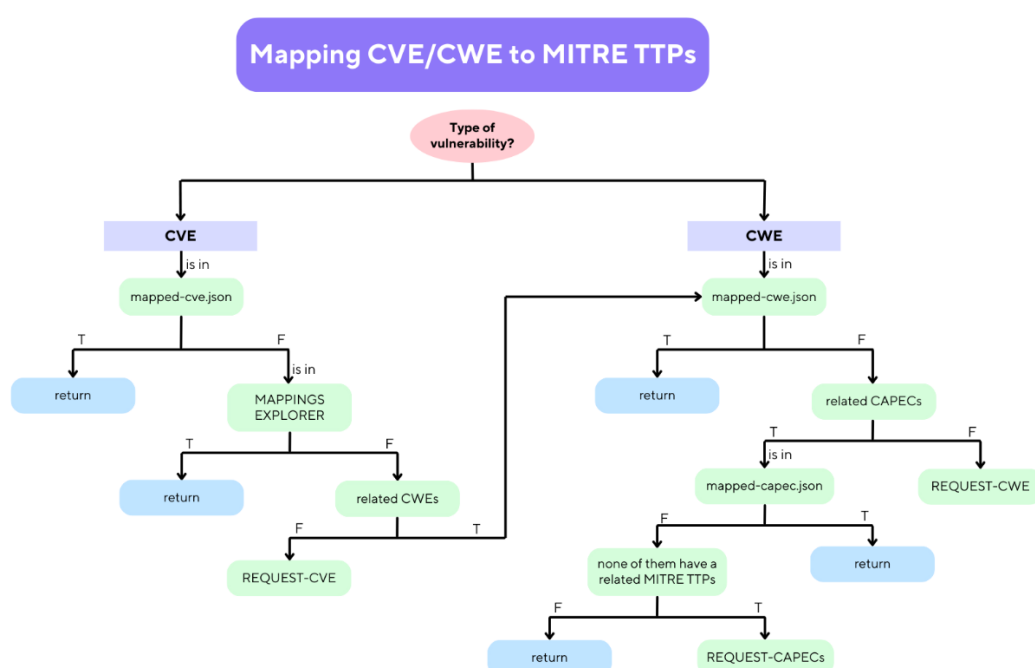 Mapping CVE/CWE to MITRE TTPs
Type of
vulnerability?
CVE
CWE
is in
is in
mapped-cve.json
mapped-cwe.json
T
F
T
F
is in
return
MAPPINGS
EXPLORER
return
related CAPECs
T
F
T
F
is in
return
related CWEs
mapped-capec.json
REQUEST-CWE
F
T
F
T
REQUEST-CVE
none of them have a
related MITRE TTPs
return
F
T
return
REQUEST-CAPECs